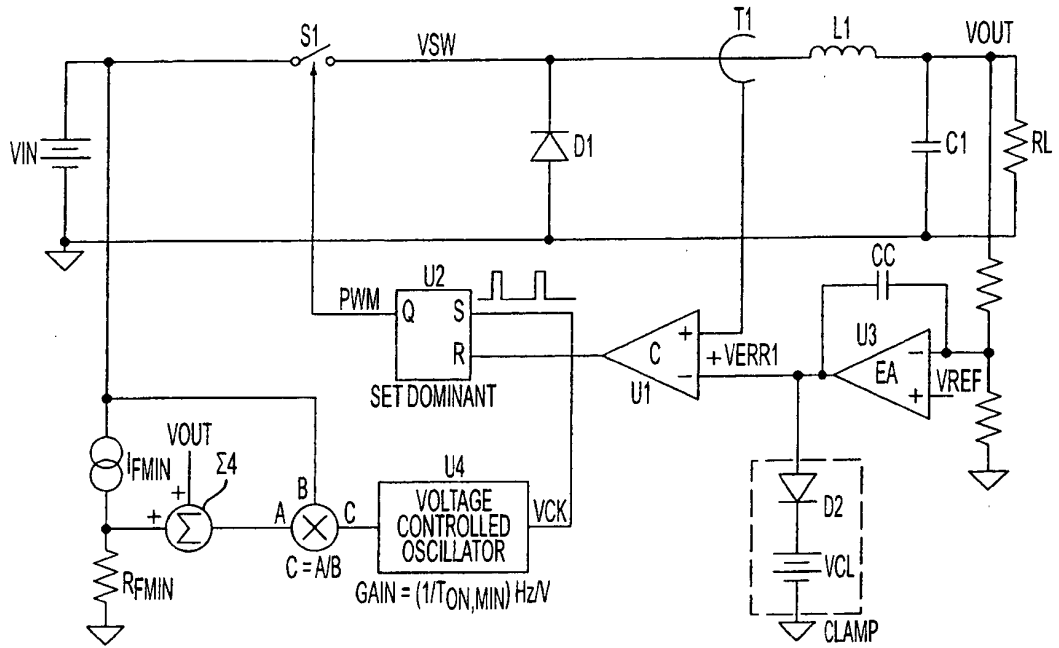 S1
VSW
T1
L1
VOUT
VIN
D1
C1
RL
U2
PWM
Q
S
R
SET DOMINANT
C
+
−
U1
+VERR1
CC
U3
EA
−
+
VREF
IFMIN
VOUT
Σ4
+
+
Σ
RFMIN
A
B
C
×
C = A/B
U4
VOLTAGE
CONTROLLED
OSCILLATOR
VCK
GAIN = (1/TON,MIN) Hz/V
D2
VCL
CLAMP